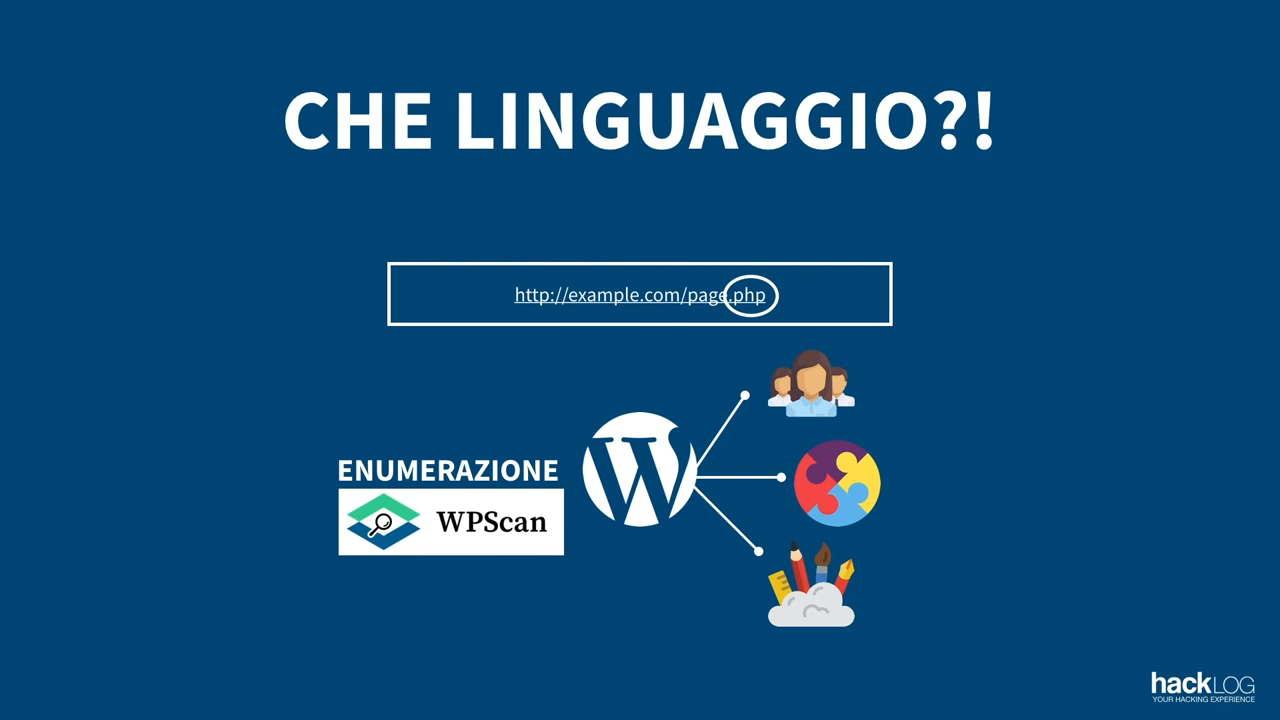 CHE LINGUAGGIO?!
http://example.com/page.php
ENUMERAZIONE
WPScan
hackLOG
YOUR HACKING EXPERIENCE